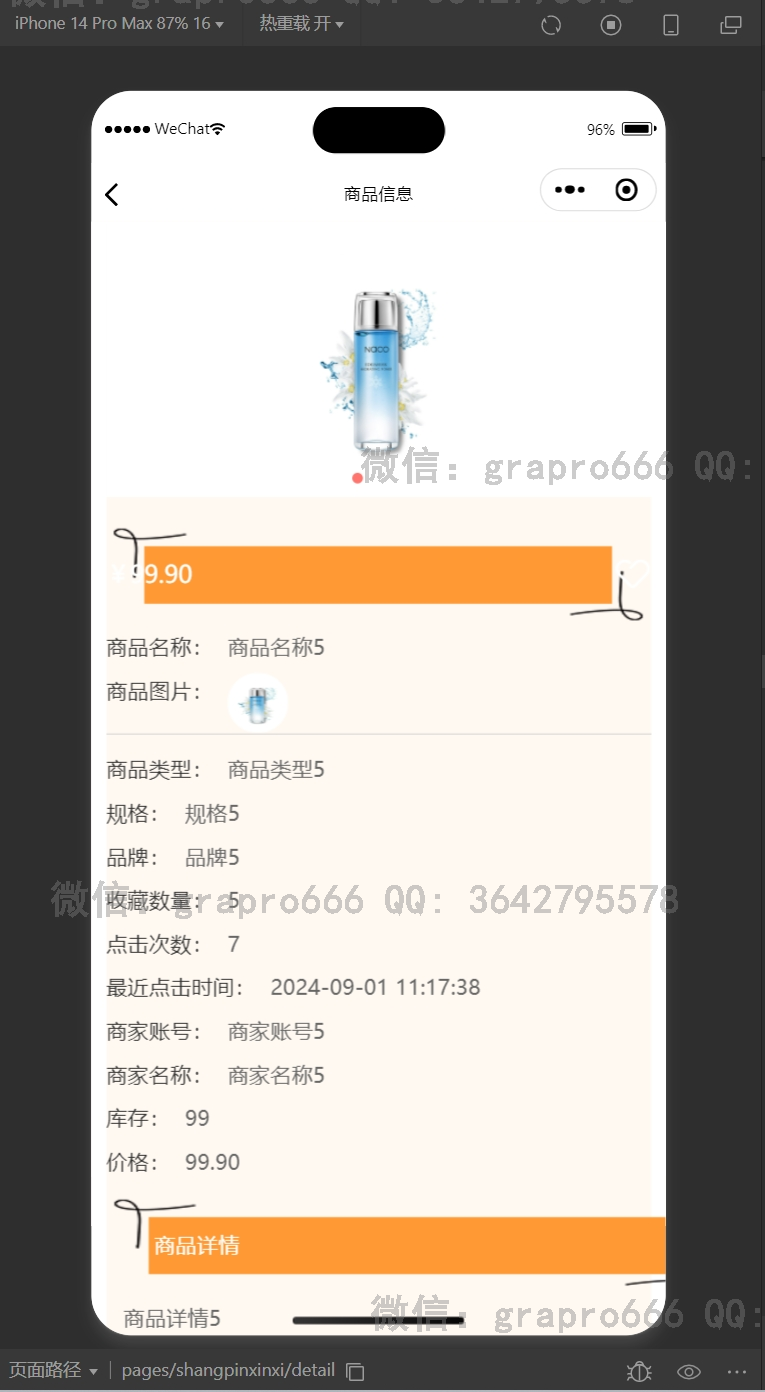 微信: grapro666 QQ: 3642795578
iPhone 14 Pro Max 87% 16
热重载 开
WeChat
96%
商品信息
NOCO
微信: grapro666 QQ:
¥99.90
商品名称： 商品名称5
商品图片：
商品类型： 商品类型5
规格： 规格5
品牌： 品牌5
收藏数量： 5
微信: grapro666 QQ: 3642795578
点击次数： 7
最近点击时间： 2024-09-01 11:17:38
商家账号： 商家账号5
商家名称： 商家名称5
库存： 99
价格： 99.90
商品详情
商品详情5
微信: grapro666 QQ:
页面路径 | pages/shangpinxinxi/detail